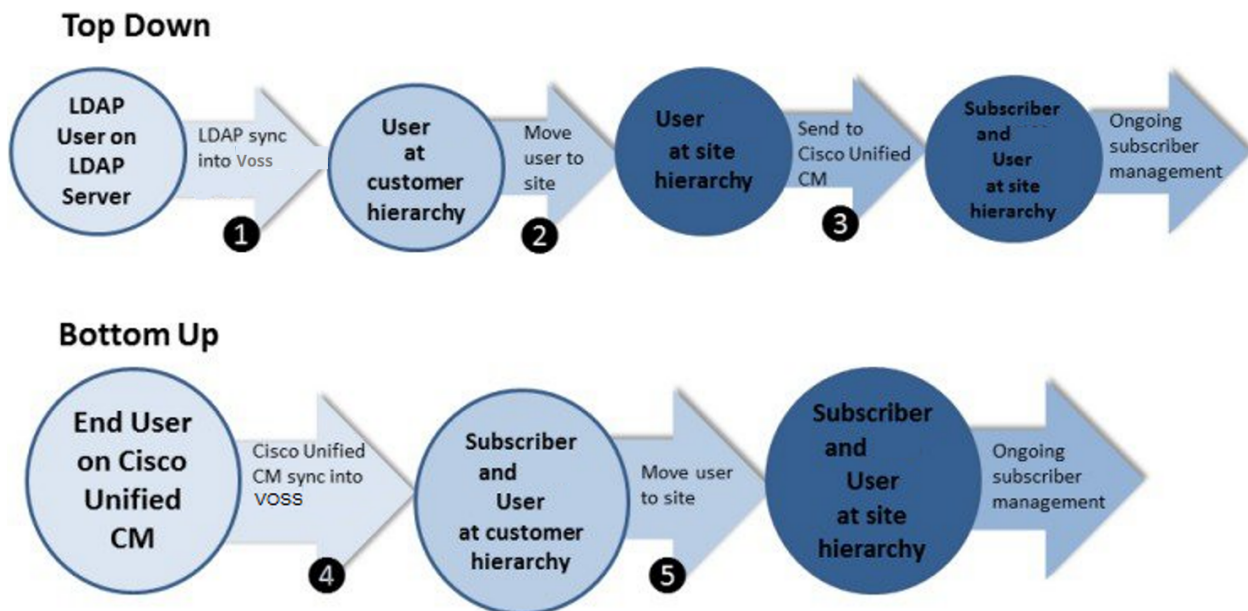 Top Down
LDAP
User on
LDAP
Server
LDAP sync
into Voss
1
User
at
customer
hierarchy
Move
user to
site
2
User
at site
hierarchy
Send to
Cisco Unified
CM
3
Subscriber
and
User
at site
hierarchy
Ongoing
subscriber
management
Bottom Up
End User
on Cisco
Unified
CM
Cisco Unified
CM sync into
VOSS
4
Subscriber
and
User
at customer
hierarchy
Move user
to site
5
Subscriber
and
User
at site
hierarchy
Ongoing
subscriber
management